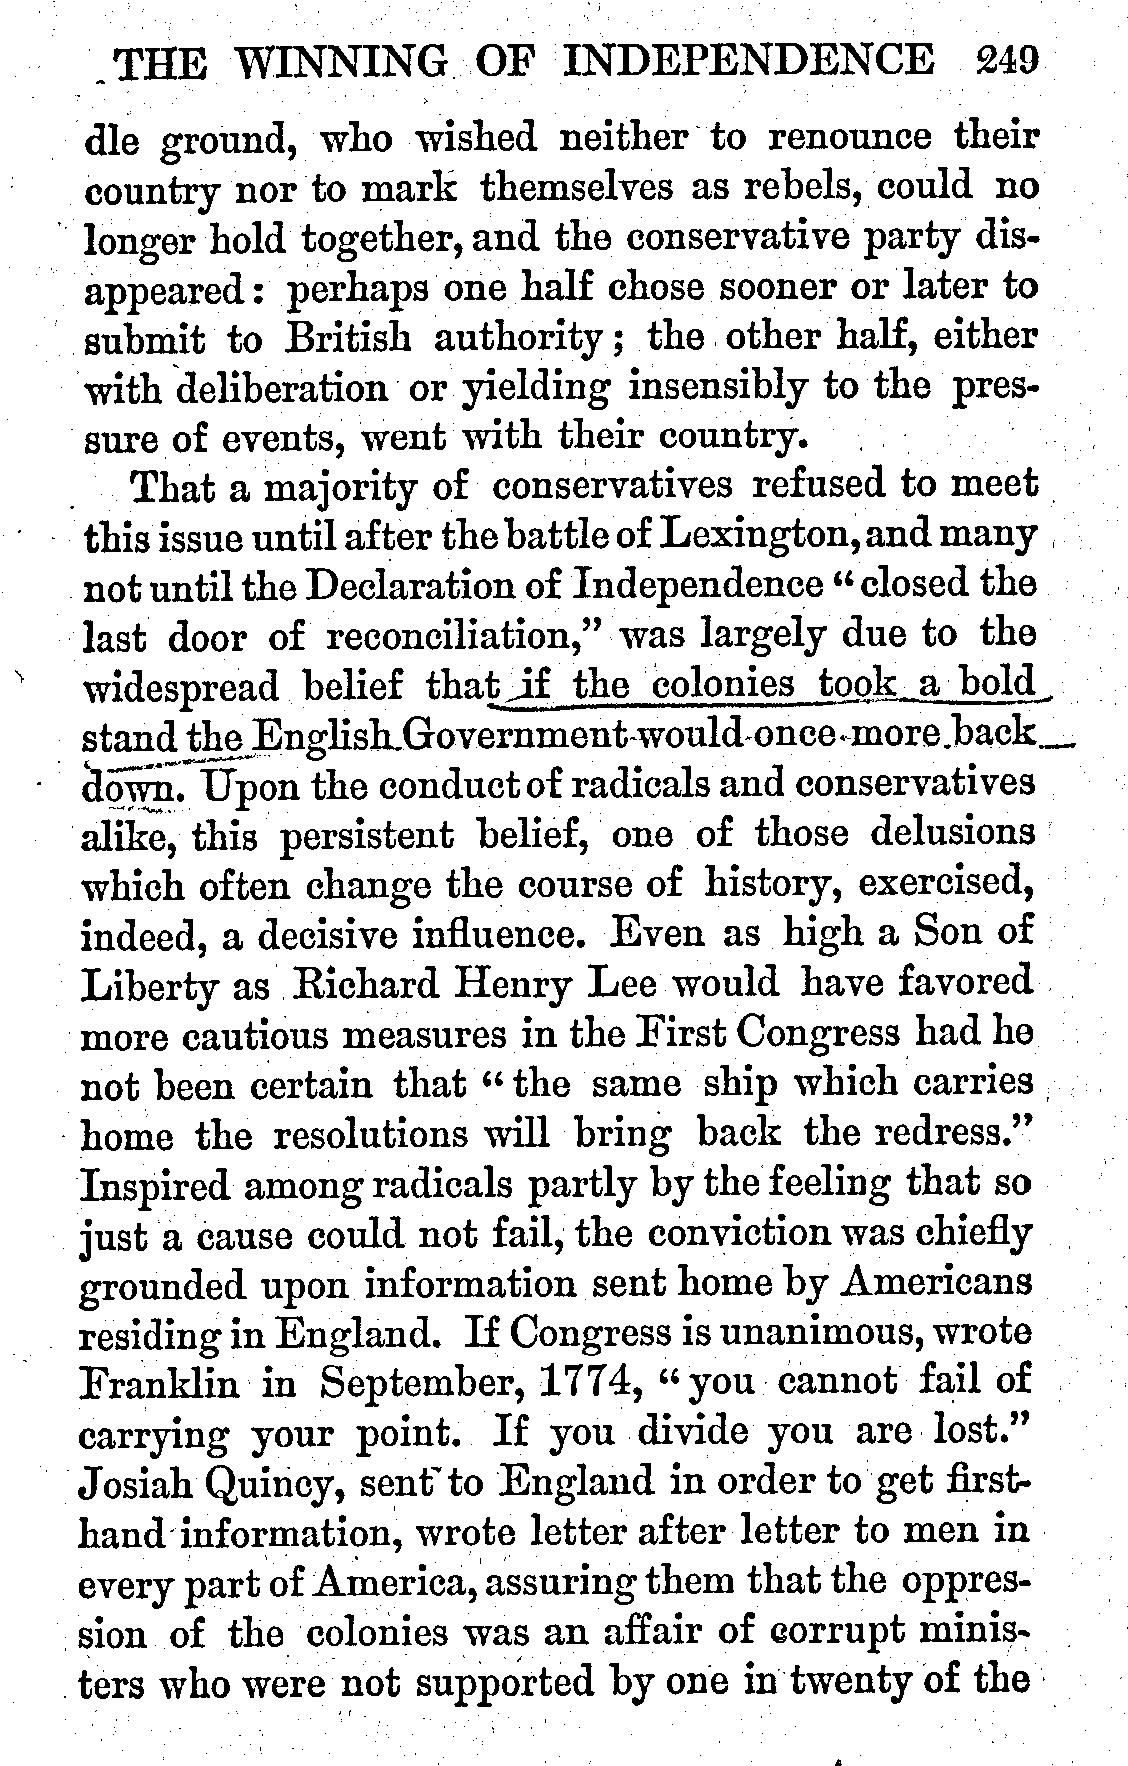 THE WINNING OF INDEPENDENCE 249
dle ground, who wished neither to renounce their
country nor to mark themselves as rebels, could no
longer hold together, and the conservative party dis-
appeared: perhaps one half chose sooner or later to
submit to British authority; the other half, either
with deliberation or yielding insensibly to the pres-
sure of events, went with their country.
That a majority of conservatives refused to meet
this issue until after the battle of Lexington, and many
not until the Declaration of Independence "closed the
last door of reconciliation," was largely due to the
widespread belief that if the colonies took a bold
stand the English Government would once more back
down. Upon the conduct of radicals and conservatives
alike, this persistent belief, one of those delusions
which often change the course of history, exercised,
indeed, a decisive influence. Even as high a Son of
Liberty as Richard Henry Lee would have favored
more cautious measures in the First Congress had he
not been certain that "the same ship which carries
home the resolutions will bring back the redress."
Inspired among radicals partly by the feeling that so
just a cause could not fail, the conviction was chiefly
grounded upon information sent home by Americans
residing in England. If Congress is unanimous, wrote
Franklin in September, 1774, "you cannot fail of
carrying your point. If you divide you are lost."
Josiah Quincy, sent to England in order to get first-
hand information, wrote letter after letter to men in
every part of America, assuring them that the oppres-
sion of the colonies was an affair of corrupt minis-
ters who were not supported by one in twenty of the